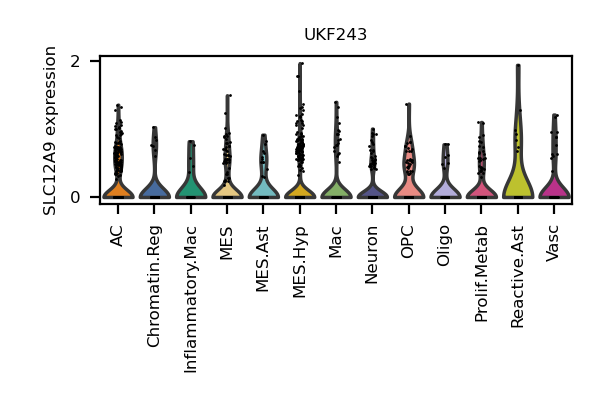 UKF243
SLC12A9 expression
2
0
AC
Chromatin.Reg
Inflammatory.Mac
MES
MES.Ast
MES.Hyp
Mac
Neuron
OPC
Oligo
Prolif.Metab
Reactive.Ast
Vasc